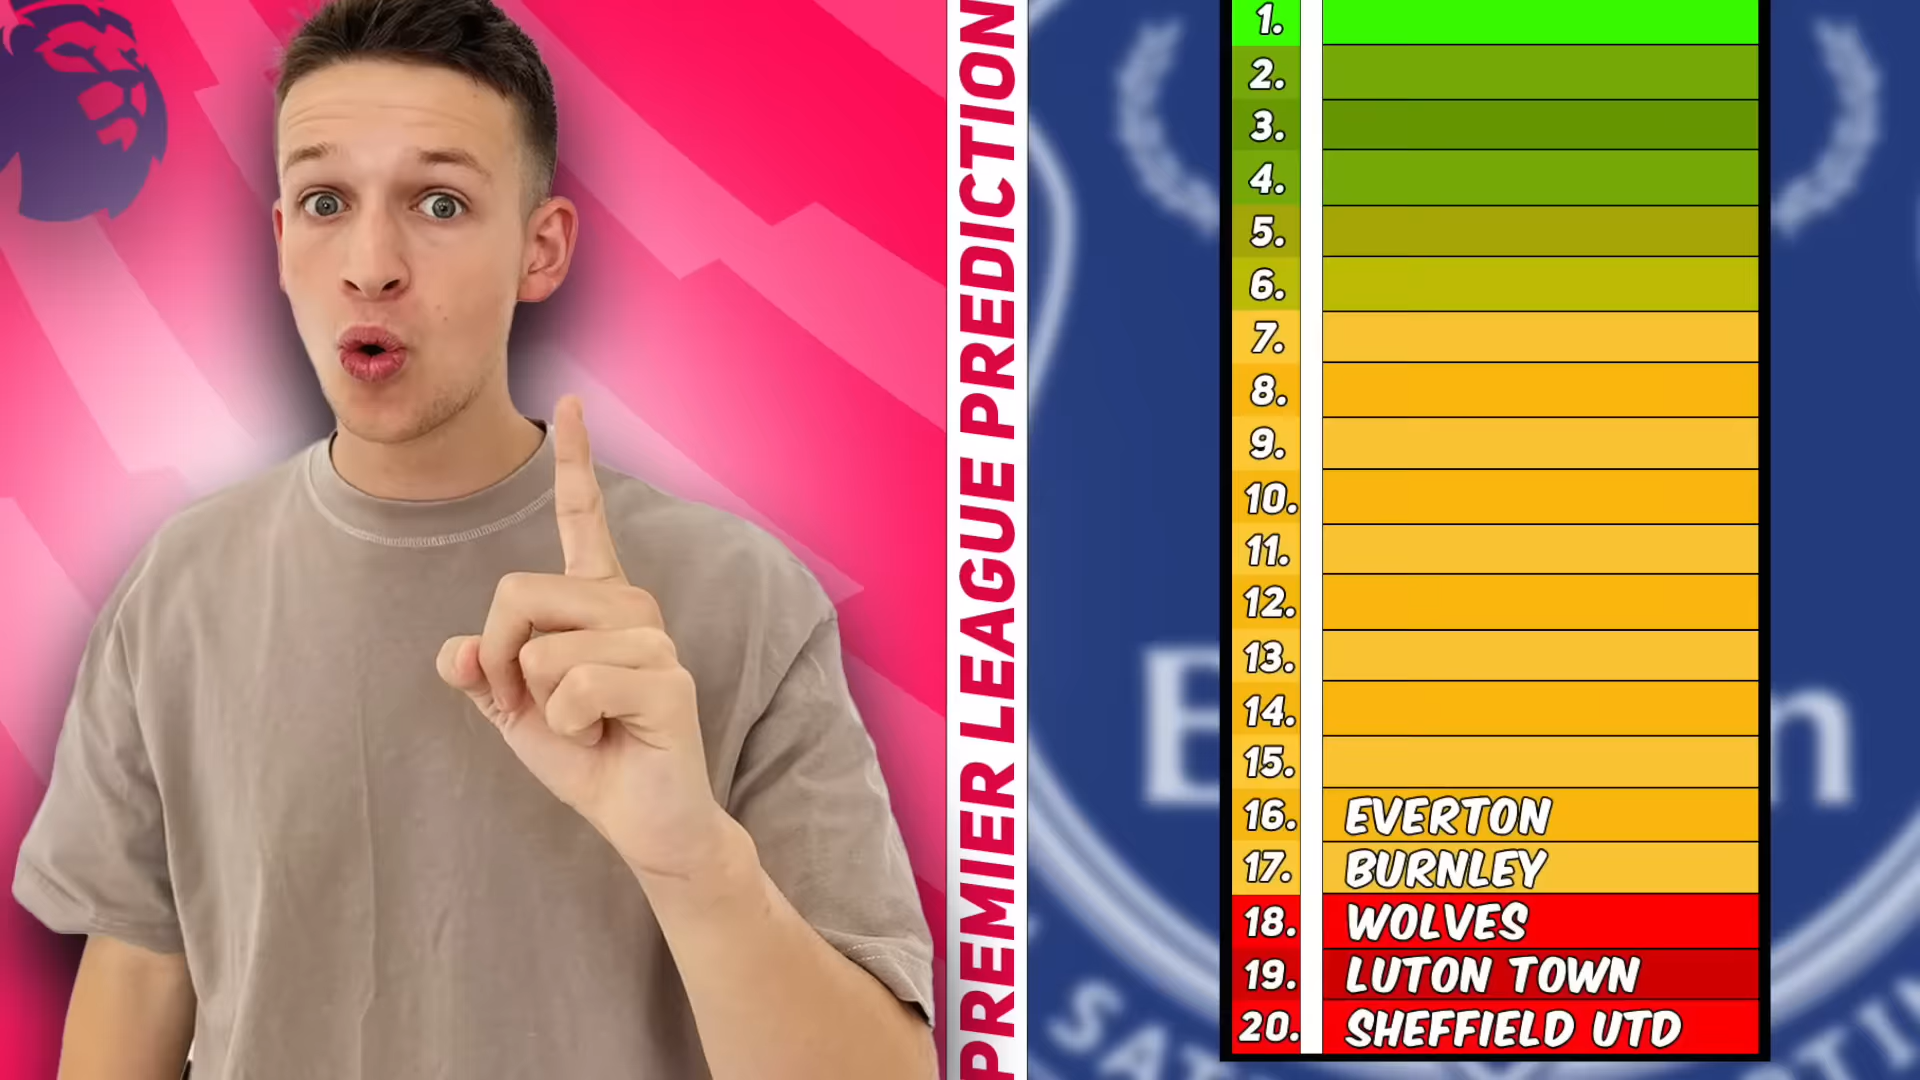 PREMIER LEAGUE PREDICTION
1.
2.
3.
4.
5.
6.
7.
8.
9.
10.
11.
12.
13.
14.
15.
16. EVERTON
17. BURNLEY
18. WOLVES
19. LUTON TOWN
20. SHEFFIELD UTD